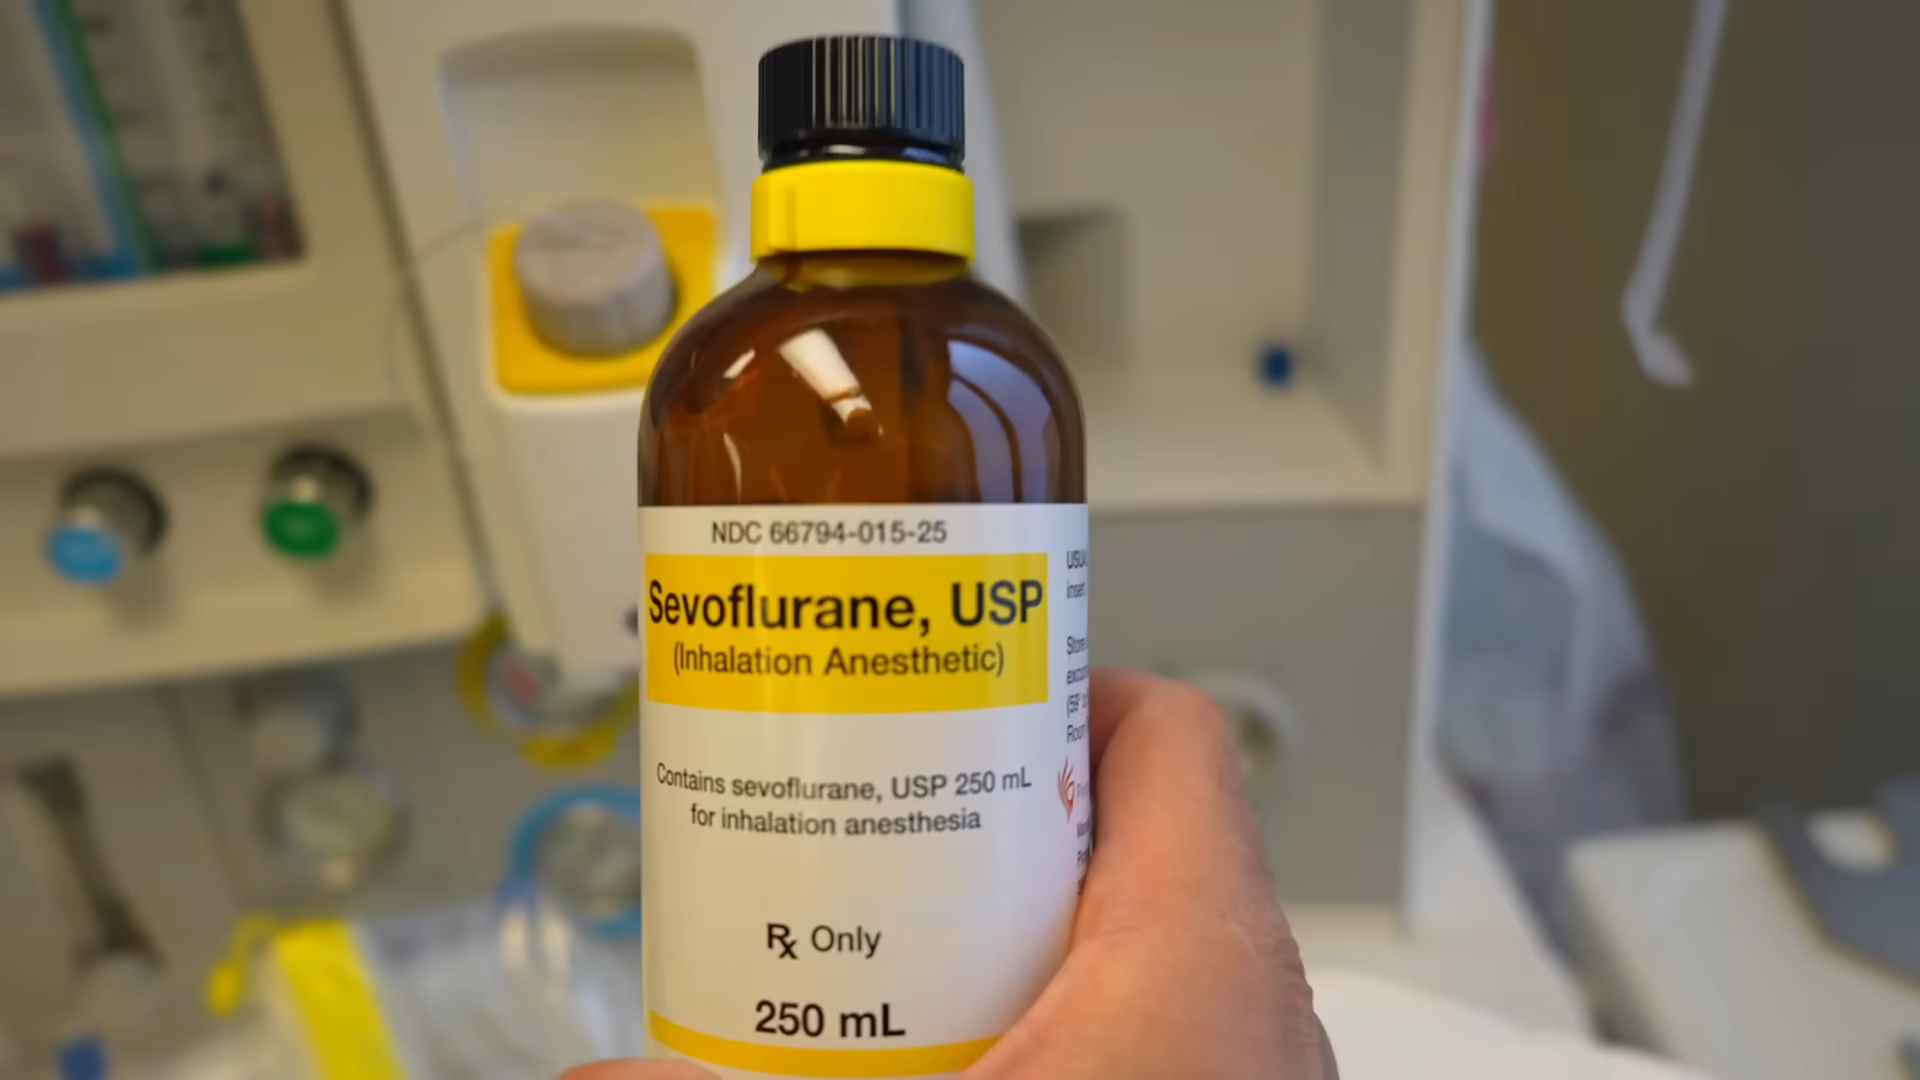 NDC 66794-015-25
Sevoflurane, USP
(Inhalation Anesthetic)
Contains sevoflurane, USP 250 mL
for inhalation anesthesia
Rx Only
250 mL